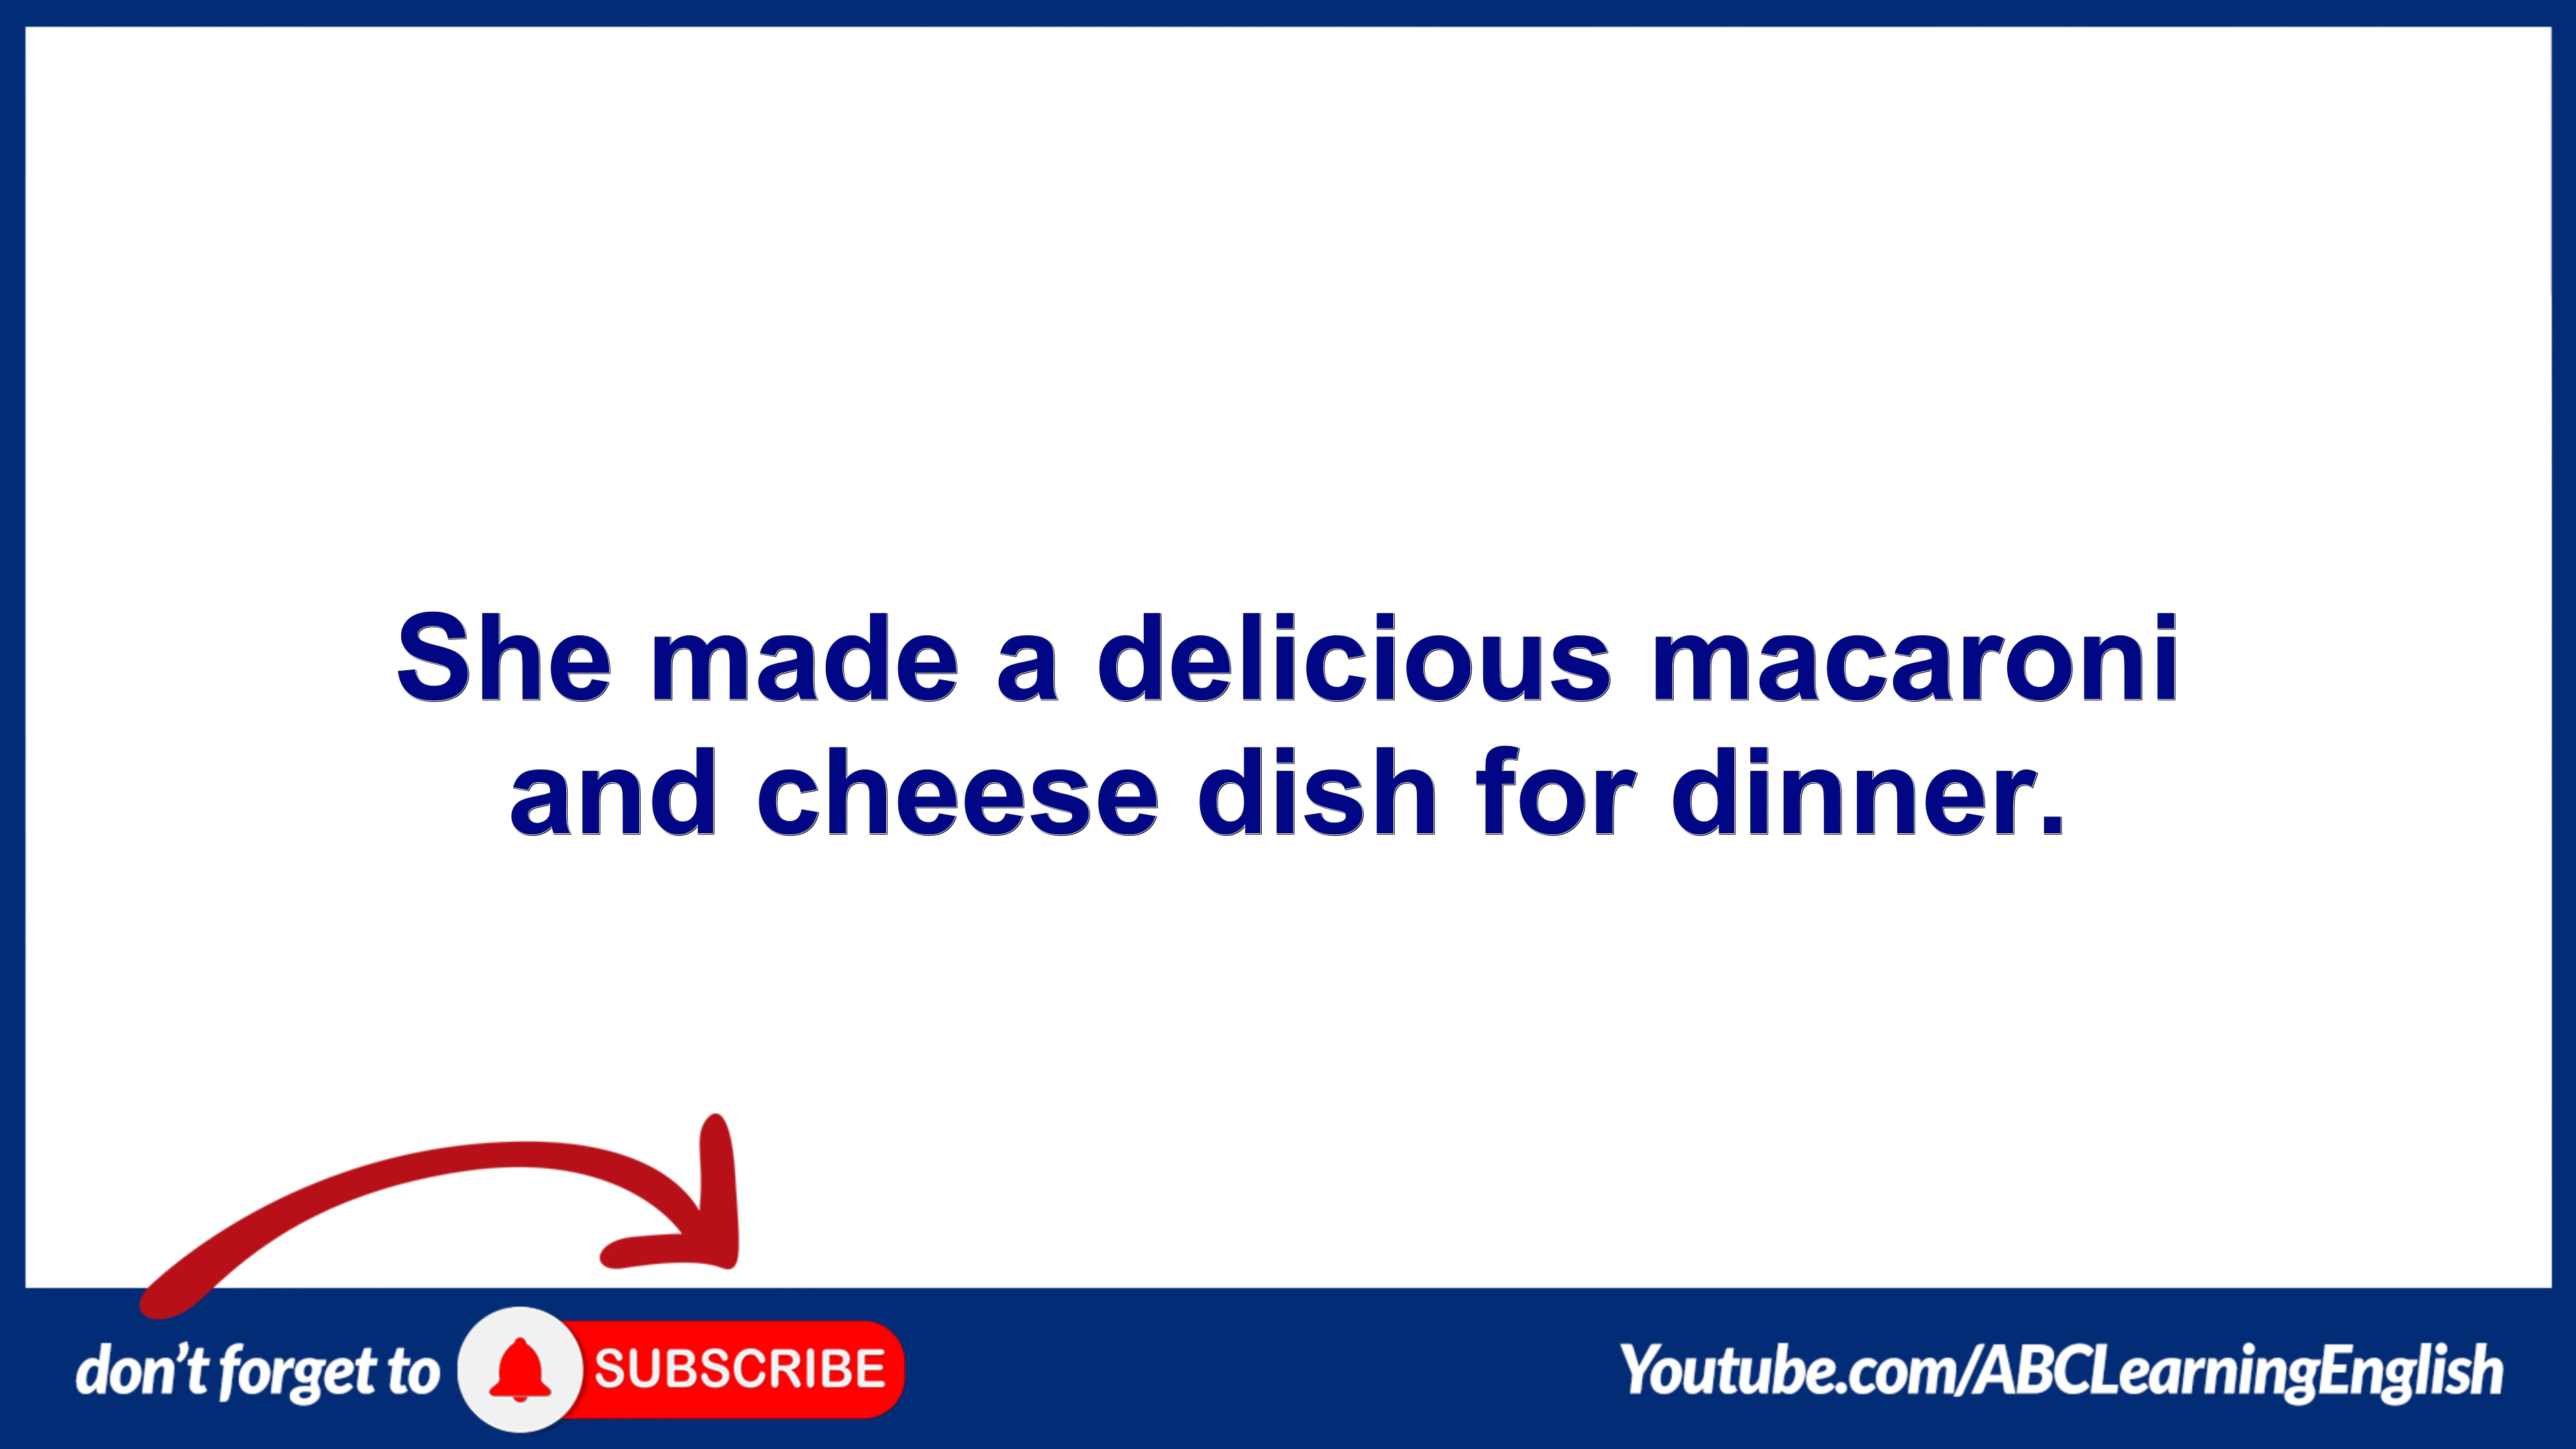 She made a delicious macaroni
and cheese dish for dinner.
don't forget to SUBSCRIBE
Youtube.com/ABCLearningEnglish